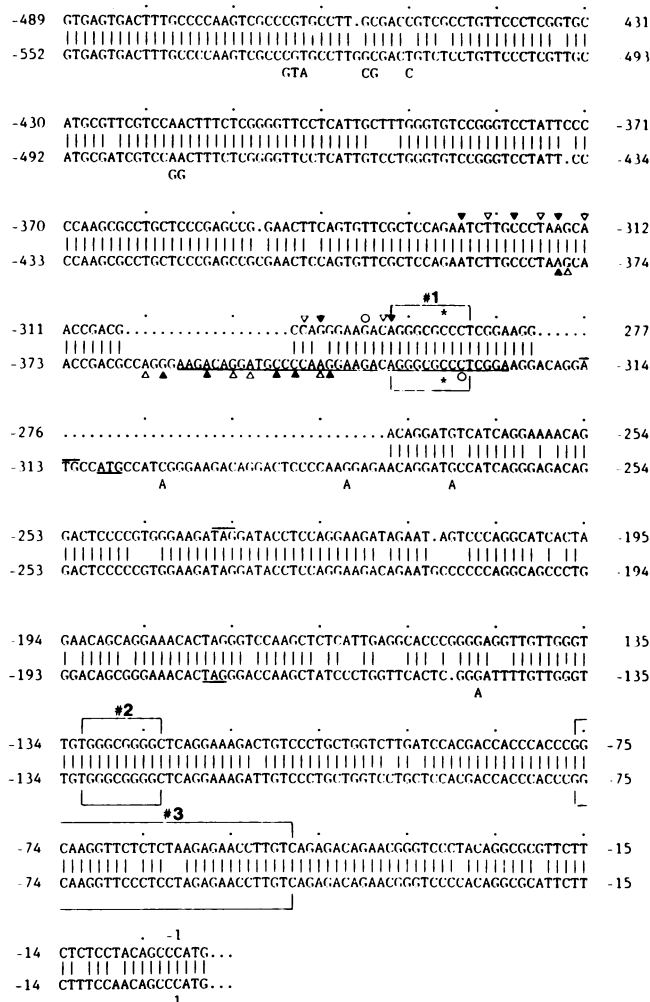 -489 GTGAGTGACTTTGCCCCAAGTCGCCCGTGCCTT.GCGACCGTCGCCTGTTCCCTCGGTGC 431
-552 GTGAGTGACTTTGCCCCAAGTCGCCCGTGCCTTGGCGACTGTCTCCTGTTCCCTCGTTGC -493
GTA CG C
-430 ATGCGTTCGTCCAACTTTCTCGGGGTTCCTCATTGCTTTGGGTGTCCGGGTCCTATTCCC -371
-492 ATGCGATCGTCCAACTTTCTCGGGGTTCCTCATTGTCCTGGGTGTCCGGGTCCTATT.CC -434
GG
-370 CCAAGCGCCTGCTCCCGAGCCG.GAACTTCAGTGTTCGCTCCAGAATCTTGCCCTAAGCA -312
-433 CCAAGCGCCTGCTCCCGAGCCGCGAACTCCAGTGTTCGCTCCAGAATCTTGCCCTAAGCA -374
#1
*
-311 ACCGACG....................CCAGGGAAGACAGGGCGCCCTCGGAAGG...... 277
-373 ACCGACGCCAGGGAAGACAGGATGCCCCAAGGAAGACAGGGCGCCCTCGGAAGGACAGGA -314
*
-276 .....................................ACAGGATGTCATCAGGAAAACAG -254
-313 TGCCATGCCATCGGGAAGACAGGACTCCCCAAGGAGAACAGGATGCCATCAGGGAGACAG -254
A A A
-253 GACTCCCCGTGGGAAGATAGGATACCTCCAGGAAGATAGAAT.AGTCCCAGGCATCACTA -195
-253 GACTCCCCCGTGGAAGATAGGATACCTCCAGGAAGACAGAATGCCCCCCAGGCAGCCCTG -194
-194 GAACAGCAGGAAACACTAGGGTCCAAGCTCTCATTGAGGCACCCGGGGAGGTTGTTGGGT 135
-193 GGACAGCGGGAAACACTAGGGACCAAGCTATCCCTGGTTCACTC.GGGATTTTGTTGGGT -135
A
#2
-134 TGTGGGCGGGGCTCAGGAAAGACTGTCCCTGCTGGTCTTGATCCACGACCACCCACCCGG -75
-134 TGTGGGCGGGGCTCAGGAAAGATTGTCCCTGCTGGTCCTGCTCCACGACCACCCACCCGG -75
#3
-74 CAAGGTTCTCTCTAAGAGAACCTTGTCAGAGACAGAACGGGTCCCTACAGGCGCGTTCTT -15
-74 CAAGGTTCCCTCCTAGAGAACCTTGTCAGAGACAGAACGGGTCCCCACAGGCGCATTCTT -15
-1
-14 CTCTCCTACAGCCCATG...
-14 CTTTCCAACAGCCCATG...
1